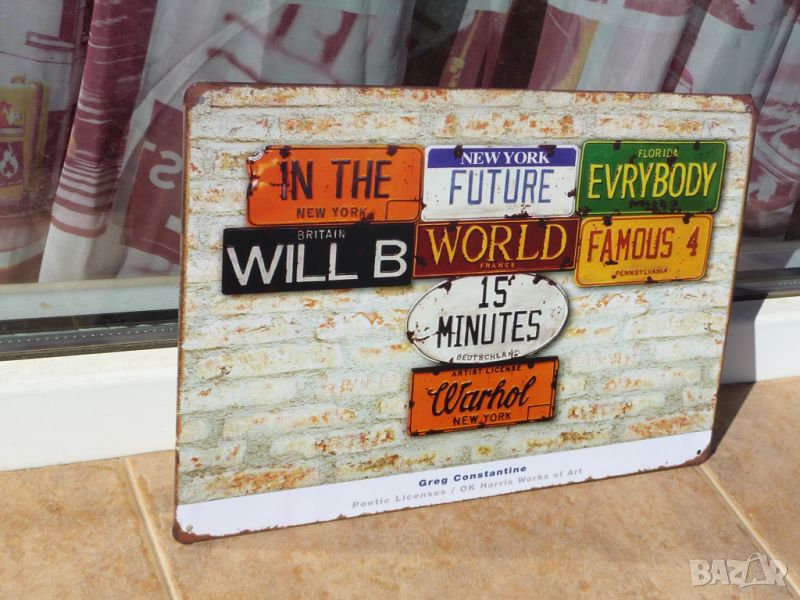 IN THE
NEW YORK
NEW YORK
FUTURE
FLORIDA
EVRYBODY
BRITAIN
WILL B
WORLD
FRANCE
FAMOUS 4
PENNSYLVANIA
15
MINUTES
DEUTSCHLAND
ARTIST LICENSE
Warhol
NEW YORK
Greg Constantine
Poetic Licenses / OK Harris Works of Art
BAZAR